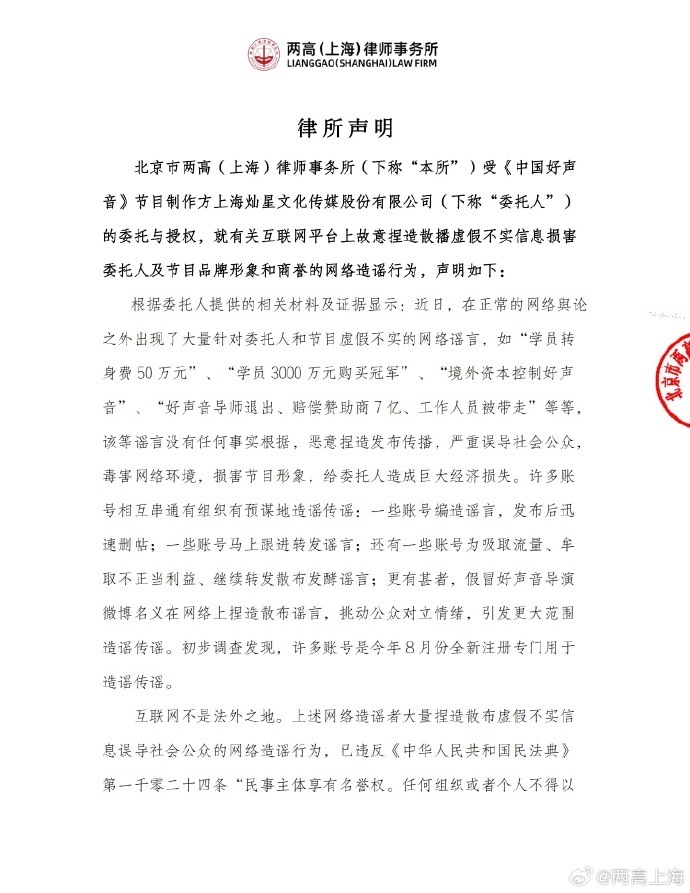 两高（上海）律师事务所
LIANGGAO(SHANGHAI)LAW FIRM
律所声明
北京市两高（上海）律师事务所（下称“本所”）受《中国好声
音》节目制作方上海灿星文化传媒股份有限公司（下称“委托人”）
的委托与授权，就有关互联网平台上故意捏造散播虚假不实信息损害
委托人及节目品牌形象和商誉的网络造谣行为，声明如下：
根据委托人提供的相关材料及证据显示：近日，在正常的网络舆论
之外出现了大量针对委托人和节目虚假不实的网络谣言，如“学员转
身费50万元”、“学员3000万元购买冠军”、“境外资本控制好声
音”、“好声音导师退出、赔偿赞助商7亿、工作人员被带走”等等，
该等谣言没有任何事实根据，恶意捏造发布传播，严重误导社会公众，
毒害网络环境，损害节目形象，给委托人造成巨大经济损失。许多账
号相互串通有组织有预谋地造谣传谣：一些账号编造谣言，发布后迅
速删帖；一些账号马上跟进转发谣言；还有一些账号为吸取流量、牟
取不正当利益、继续转发散布发酵谣言；更有甚者，假冒好声音导演
微博名义在网络上捏造散布谣言，挑动公众对立情绪，引发更大范围
造谣传谣。初步调查发现，许多账号是今年8月份全新注册专门用于
造谣传谣。
互联网不是法外之地。上述网络造谣者大量捏造散布虚假不实信
息误导社会公众的网络造谣行为，已违反《中华人民共和国民法典》
第一千零二十四条“民事主体享有名誉权。任何组织或者个人不得以
北京市两高
@两高上海